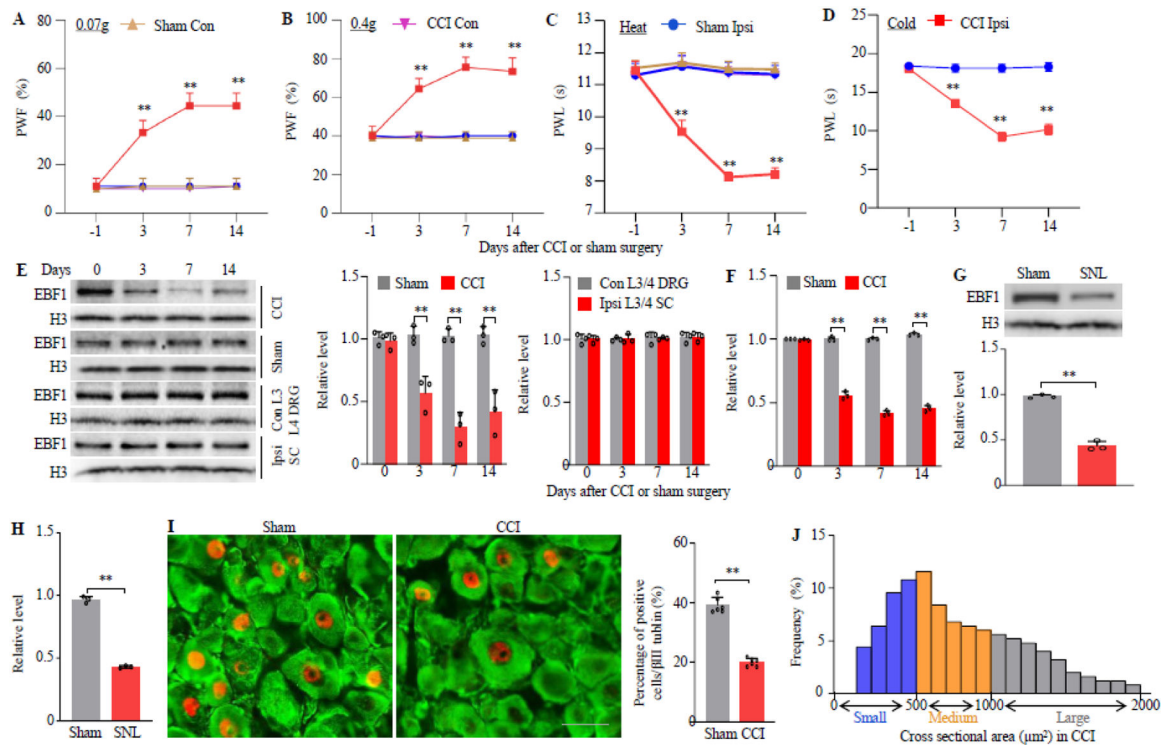 A 0.07g Sham Con
B 0.4g CCI Con
C Heat Sham Ipsi
D Cold CCI Ipsi
PWF (%)
80
60
40
20
0
** ** **
-1 3 7 14
PWF (%)
100
80
60
40
20
0
** ** **
-1 3 7 14
PWL (s)
13
12
11
10
9
8
7
** ** **
-1 3 7 14
PWL (s)
25
20
15
10
5
0
** ** **
-1 3 7 14
Days after CCI or sham surgery
E Days 0 3 7 14
EBF1
H3
CCI
EBF1
H3
Sham
EBF1
H3
Con L3
L4 DRG
EBF1
H3
Ipsi
SC
Relative level
1.5
1.0
0.5
0
Sham CCI
** ** **
0 3 7 14
Relative level
1.5
1.0
0.5
0
Con L3/4 DRG
Ipsi L3/4 SC
0 3 7 14
F
Relative level
1.5
1.0
0.5
0
Sham CCI
** ** **
0 3 7 14
Days after CCI or sham surgery
G Sham SNL
EBF1
H3
Relative level
1.5
1.0
0.5
0
**
H
Relative level
1.5
1.0
0.5
0
**
Sham SNL
I Sham CCI
Percentage of positive
cells/βIII tublin (%)
60
40
20
0
**
Sham CCI
J
Frequency (%)
15
10
5
0
0 500 1000 2000
Small Medium Large
Cross sectional area (μm²) in CCI